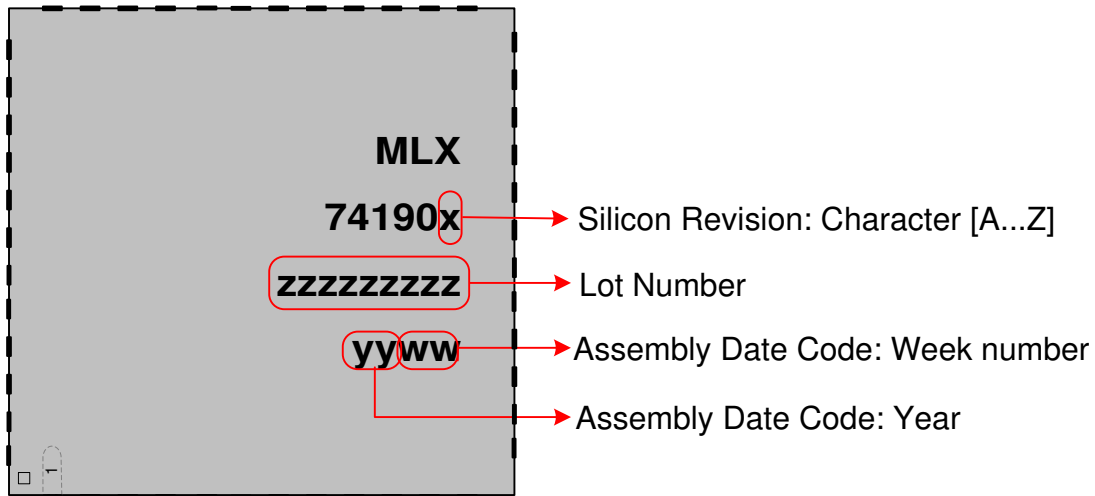 MLX
74190x
Silicon Revision: Character [A...Z]
zzzzzzzzz
Lot Number
yyww
Assembly Date Code: Week number
Assembly Date Code: Year
1